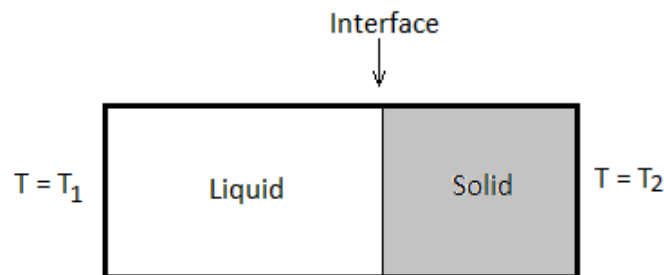 Interface
T = T₁
Liquid
Solid
T = T₂